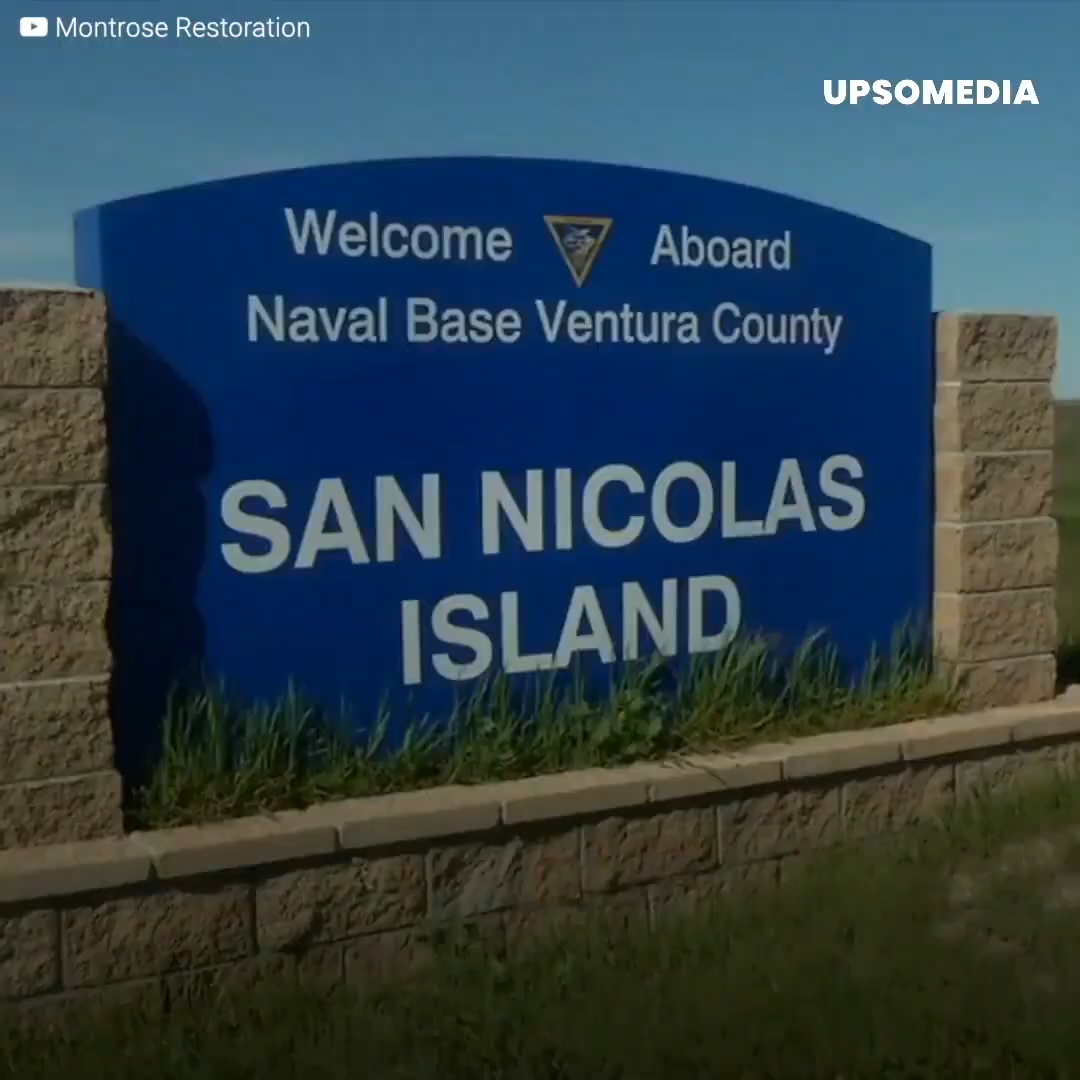 Montrose Restoration
UPSOMEDIA
Welcome Aboard
Naval Base Ventura County
SAN NICOLAS
ISLAND